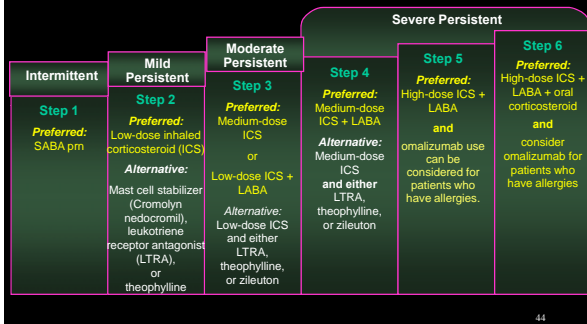 Intermittent
Step 1
Preferred:
SABA prn
Mild
Persistent
Step 2
Preferred:
Low-dose inhaled
corticosteroid (ICS)
Alternative:
Mast cell stabilizer
(Cromolyn
nedocromil),
leukotriene
receptor antagonist
(LTRA),
or
theophylline
Moderate
Persistent
Step 3
Preferred:
Medium-dose
ICS
or
Low-dose ICS +
LABA
Alternative:
Low-dose ICS
and either
LTRA,
theophylline,
or zileuton
Severe Persistent
Step 4
Preferred:
Medium-dose
ICS + LABA
Alternative:
Medium-dose
ICS
and either
LTRA,
theophylline,
or zileuton
Step 5
Preferred:
High-dose ICS +
LABA
and
omalizumab use
can be
considered for
patients who
have allergies.
Step 6
Preferred:
High-dose ICS +
LABA + oral
corticosteroid
and
consider
omalizumab for
patients who
have allergies
44